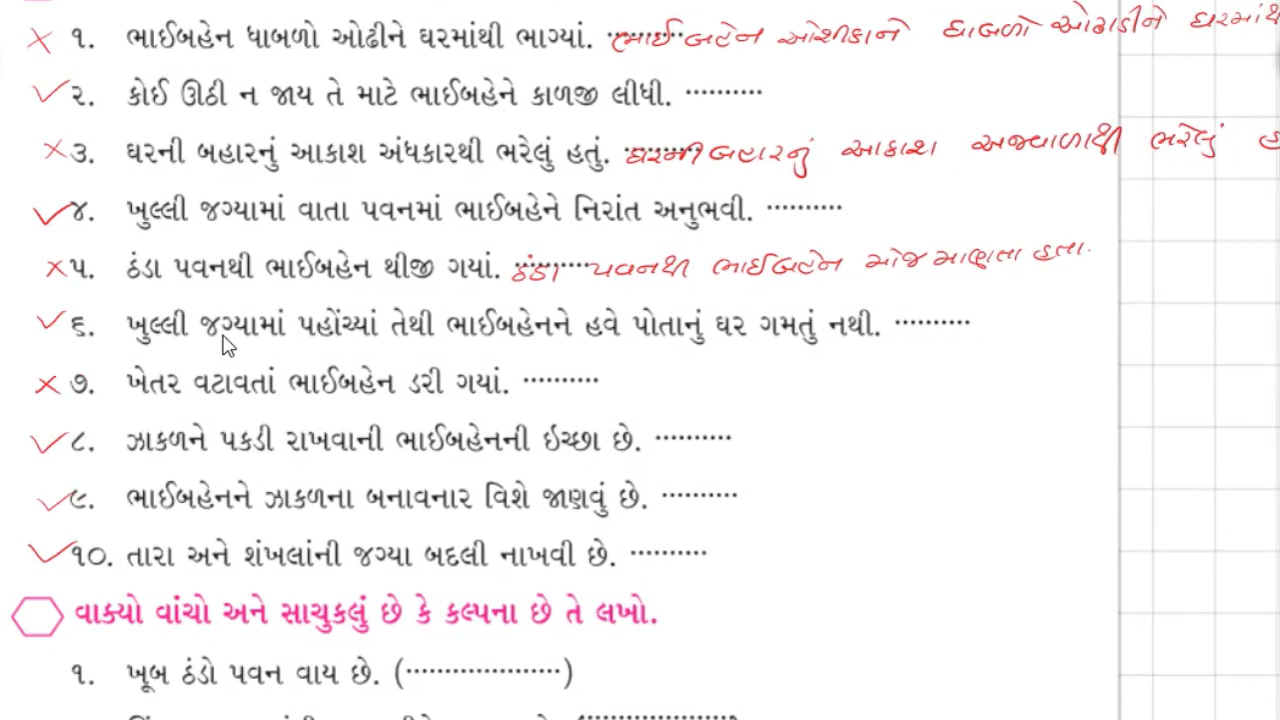 ૧. ભાઈબહેન ધાબળો ઓઢીને ઘરમાંથી ભાગ્યાં. ભાઈ બહેન ઓશીકાને ધાબળો ઓઢાડીને ઘરમાંથ
૨. કોઈ ઊઠી ન જાય તે માટે ભાઈબહેને કાળજી લીધી. ..........
૩. ઘરની બહારનું આકાશ અંધકારથી ભરેલું હતું. ઘરની બહારનું આકાશ અજવાળાથી ભરેલું હ
૪. ખુલ્લી જગ્યામાં વાતા પવનમાં ભાઈબહેને નિરાંત અનુભવી. ..........
૫. ઠંડા પવનથી ભાઈબહેન થીજી ગયાં. ઠંડા પવનથી ભાઈબહેન મોજ માણતા હતા.
૬. ખુલ્લી જગ્યામાં પહોંચ્યાં તેથી ભાઈબહેનને હવે પોતાનું ઘર ગમતું નથી. ..........
૭. ખેતર વટાવતાં ભાઈબહેન ડરી ગયાં. ..........
૮. ઝાકળને પકડી રાખવાની ભાઈબહેનની ઇચ્છા છે. ..........
૯. ભાઈબહેનને ઝાકળના બનાવનાર વિશે જાણવું છે. ..........
૧૦. તારા અને શંખલાંની જગ્યા બદલી નાખવી છે. ..........
વાક્યો વાંચો અને સાચુકલું છે કે કલ્પના છે તે લખો.
૧. ખૂબ ઠંડો પવન વાય છે. (....................)